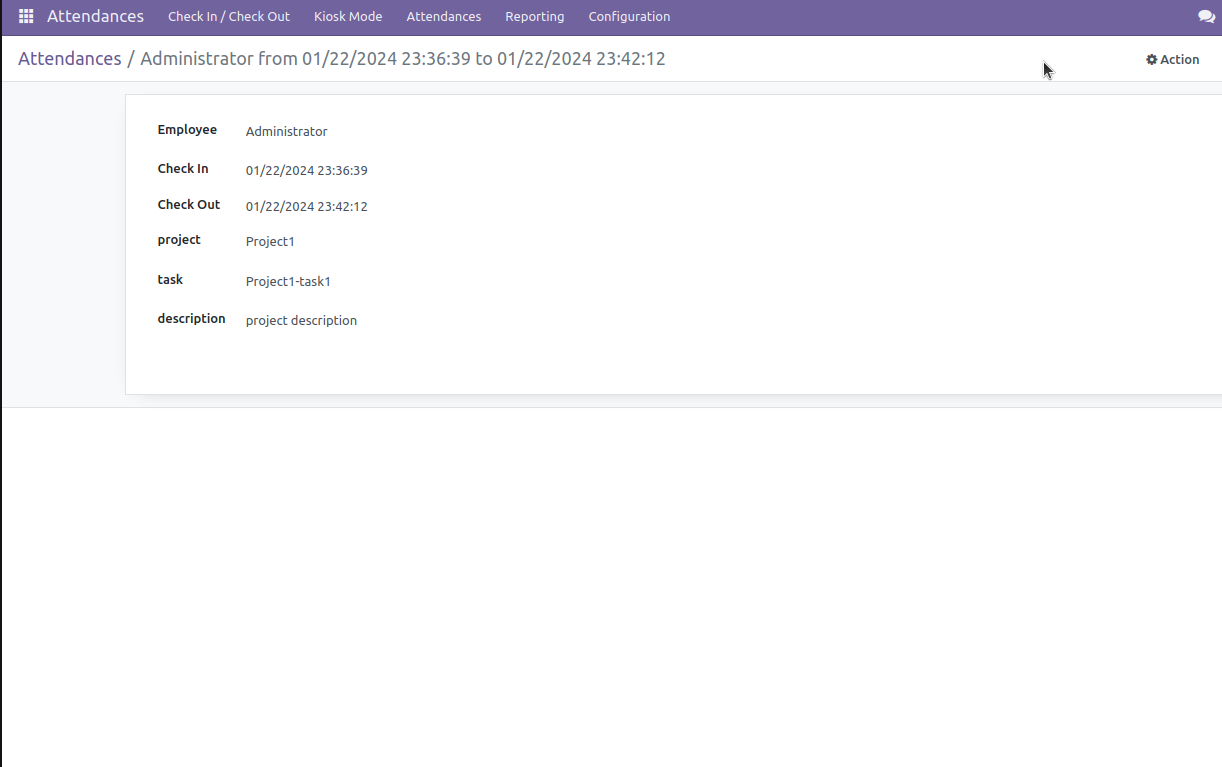 Attendances Check In / Check Out Kiosk Mode Attendances Reporting Configuration
Attendances / Administrator from 01/22/2024 23:36:39 to 01/22/2024 23:42:12 Action
Employee Administrator
Check In 01/22/2024 23:36:39
Check Out 01/22/2024 23:42:12
project Project1
task Project1-task1
description project description